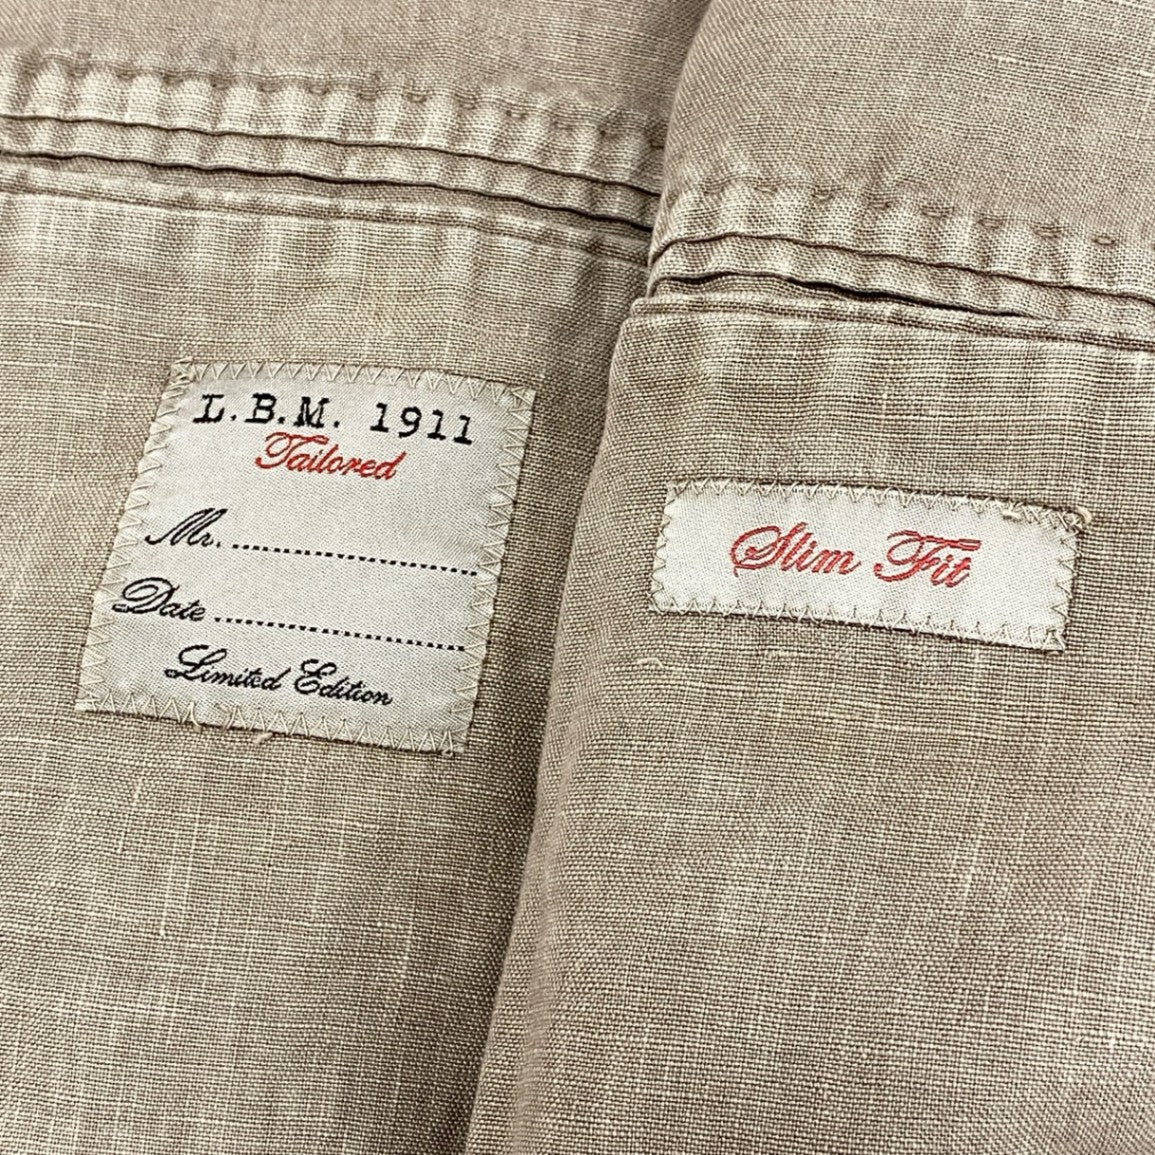 L.B.M. 1911
Tailored
Mr. ..............................
Date ..............................
Limited Edition
Slim Fit